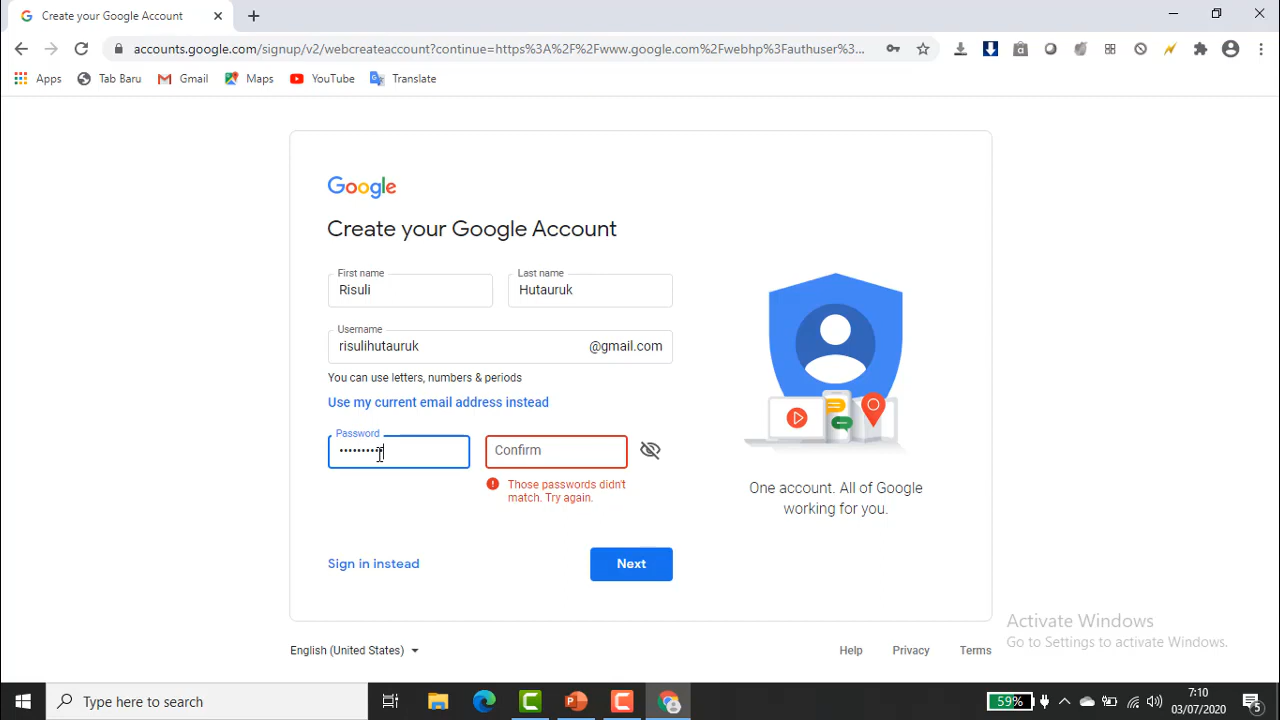 Create your Google Account
accounts.google.com/signup/v2/webcreateaccount?continue=https%3A%2F%2Fwww.google.com%2Fwebhp%3Fauthuser%3...
Apps Tab Baru Gmail Maps YouTube Translate
Google
Create your Google Account
First name Last name
Risuli Hutauruk
Username
risulihutauruk @gmail.com
You can use letters, numbers & periods
Use my current email address instead
Password
•••••••••• Confirm
Those passwords didn't
match. Try again.
Sign in instead Next
One account. All of Google
working for you.
Activate Windows
Go to Settings to activate Windows.
English (United States) Help Privacy Terms
Type here to search
59%
7:10
03/07/2020
5